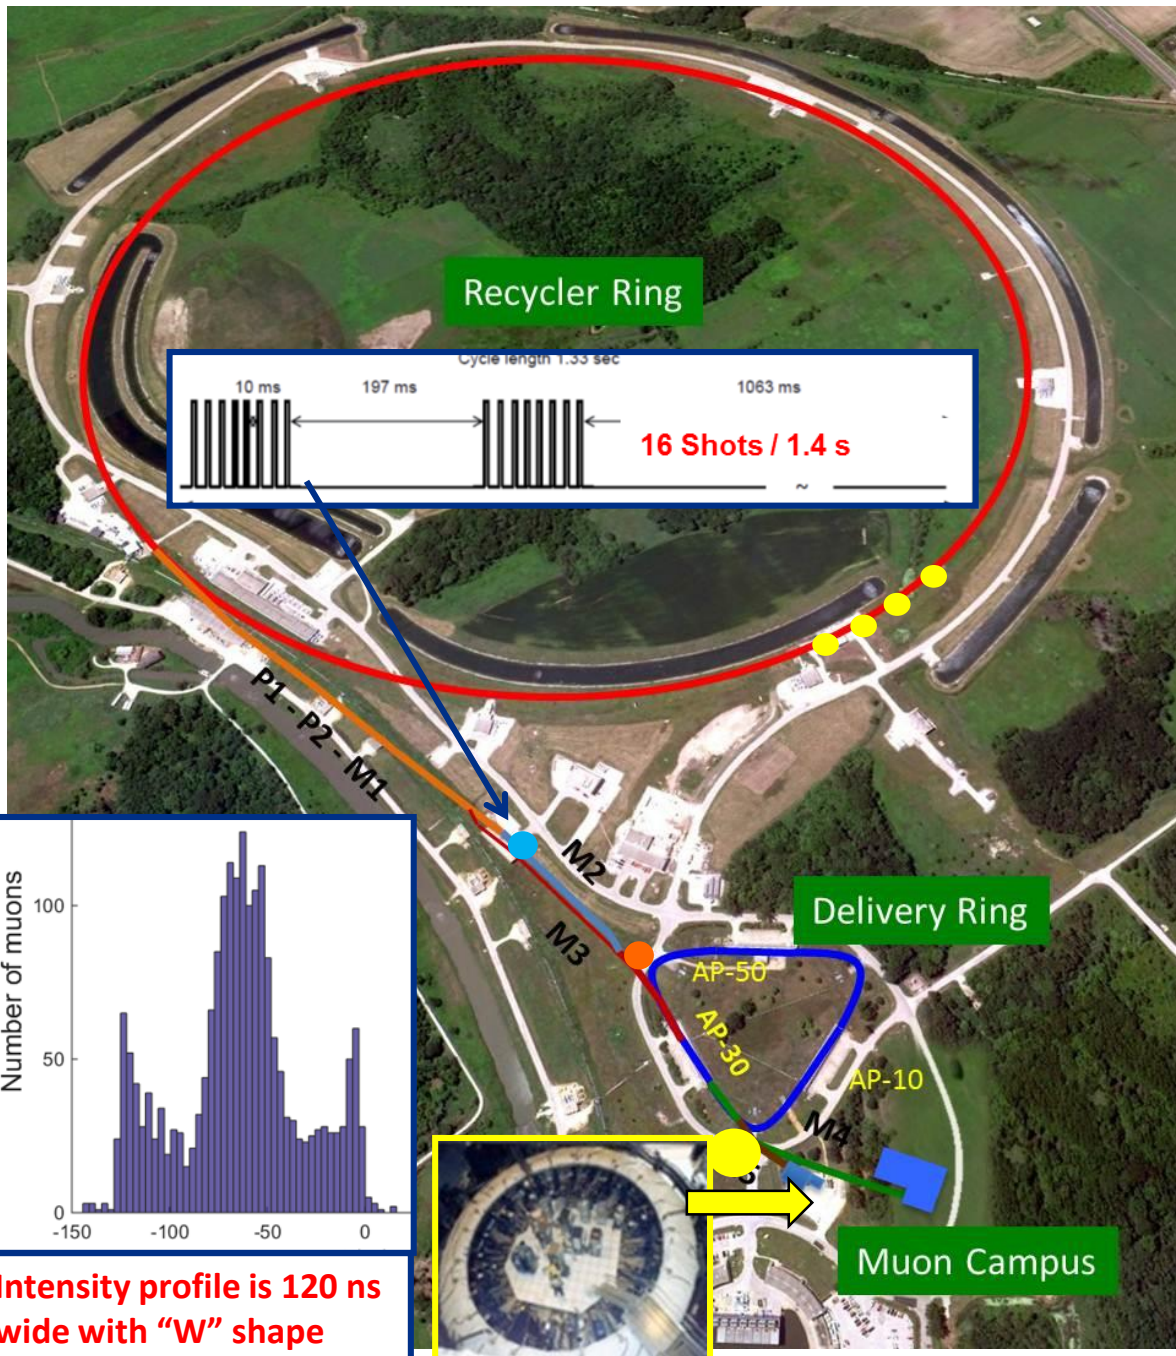 Recycler Ring
Cycle length 1.33 sec
10 ms
197 ms
1063 ms
16 Shots / 1.4 s
~
P1 - P2 - M1
M2
M3
Delivery Ring
AP-50
AP-30
AP-10
M4
Number of muons
100
50
0
-150
-100
-50
0
Intensity profile is 120 ns
wide with “W” shape
Muon Campus